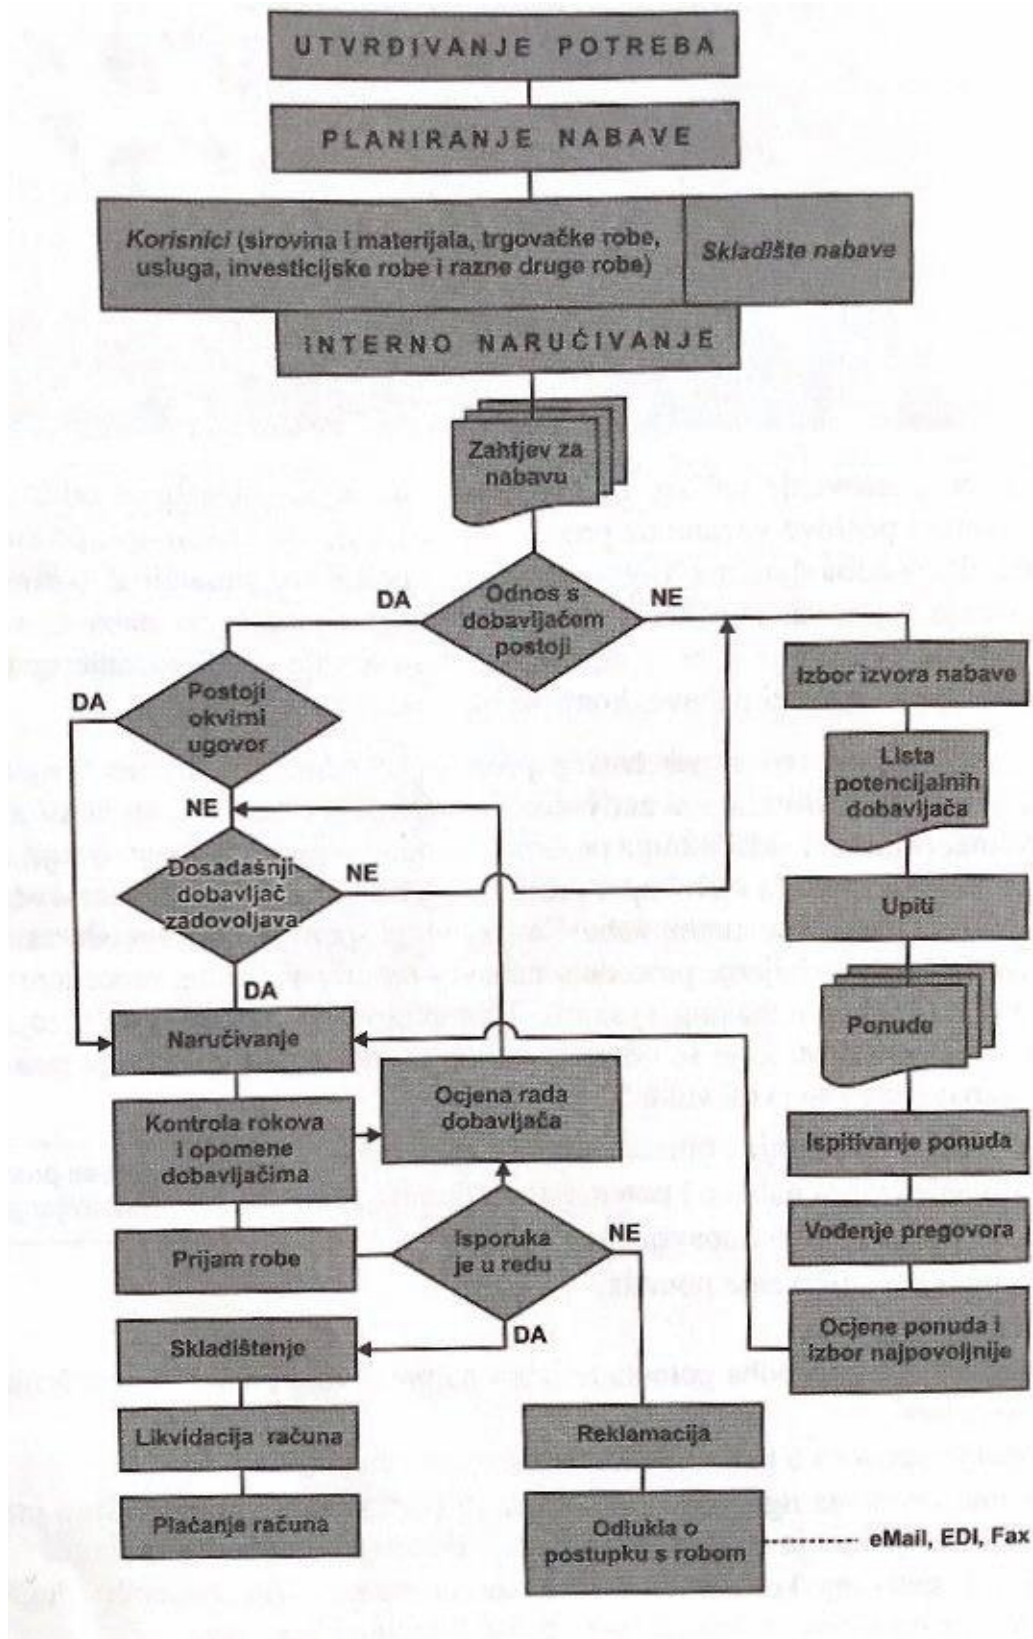 UTVRĐIVANJE POTREBA
PLANIRANJE NABAVE
Korisnici (sirovina i materijala, trgovačke robe,
usluga, investicijske robe i razne druge robe)
Skladište nabave
INTERNO NARUĆIVANJE
Zahtjev za
nabavu
Odnos s
dobavljačem
postoji
DA
NE
Postoji
okvirni
ugovor
DA
NE
Dosadašnji
dobavljač
zadovoljava
NE
DA
Izbor izvora nabave
Lista
potencijalnih
dobavljača
Upiti
Ponude
Ispitivanje ponuda
Vođenje pregovora
Ocjene ponuda i
izbor najpovoljnije
Naručivanje
Kontrola rokova
i opomene
dobavljačima
Ocjena rada
dobavljača
Prijam robe
Isporuka
je u redu
NE
DA
Skladištenje
Likvidacija računa
Plaćanje računa
Reklamacija
Odlukla o
postupku s robom
eMail, EDI, Fax